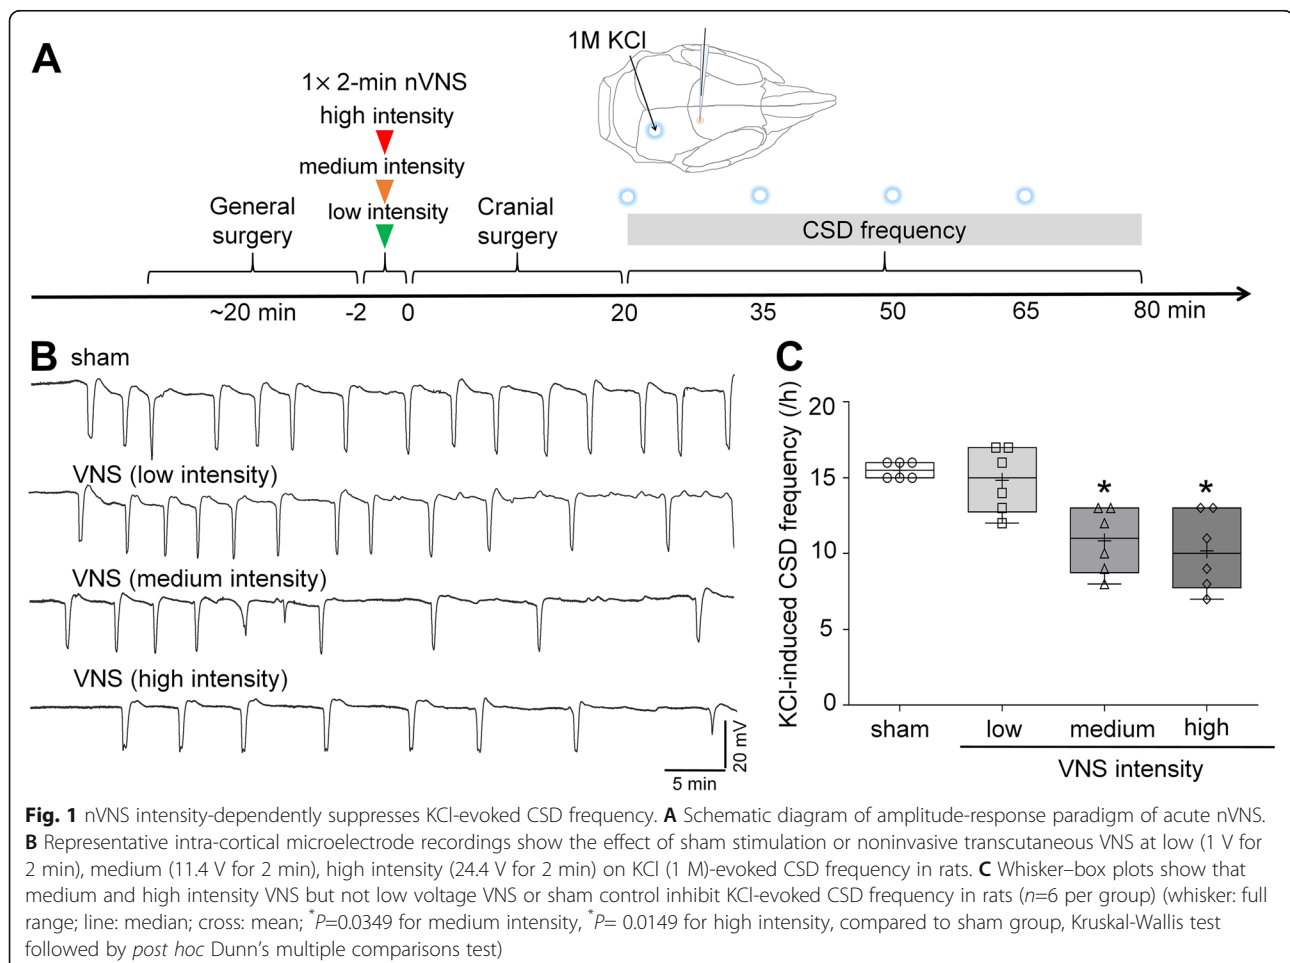 A
1M KCl
1× 2-min nVNS
high intensity
medium intensity
low intensity
General
surgery
Cranial
surgery
CSD frequency
~20 min -2 0 20 35 50 65 80 min
B sham
VNS (low intensity)
VNS (medium intensity)
VNS (high intensity)
20 mV
5 min
C
KCl-induced CSD frequency (/h)
20
15
10
5
0
* *
sham low medium high
VNS intensity
Fig. 1 nVNS intensity-dependently suppresses KCl-evoked CSD frequency. A Schematic diagram of amplitude-response paradigm of acute nVNS.
B Representative intra-cortical microelectrode recordings show the effect of sham stimulation or noninvasive transcutaneous VNS at low (1 V for
2 min), medium (11.4 V for 2 min), high intensity (24.4 V for 2 min) on KCl (1 M)-evoked CSD frequency in rats. C Whisker–box plots show that
medium and high intensity VNS but not low voltage VNS or sham control inhibit KCl-evoked CSD frequency in rats (n=6 per group) (whisker: full
range; line: median; cross: mean; *P=0.0349 for medium intensity, *P= 0.0149 for high intensity, compared to sham group, Kruskal-Wallis test
followed by post hoc Dunn's multiple comparisons test)